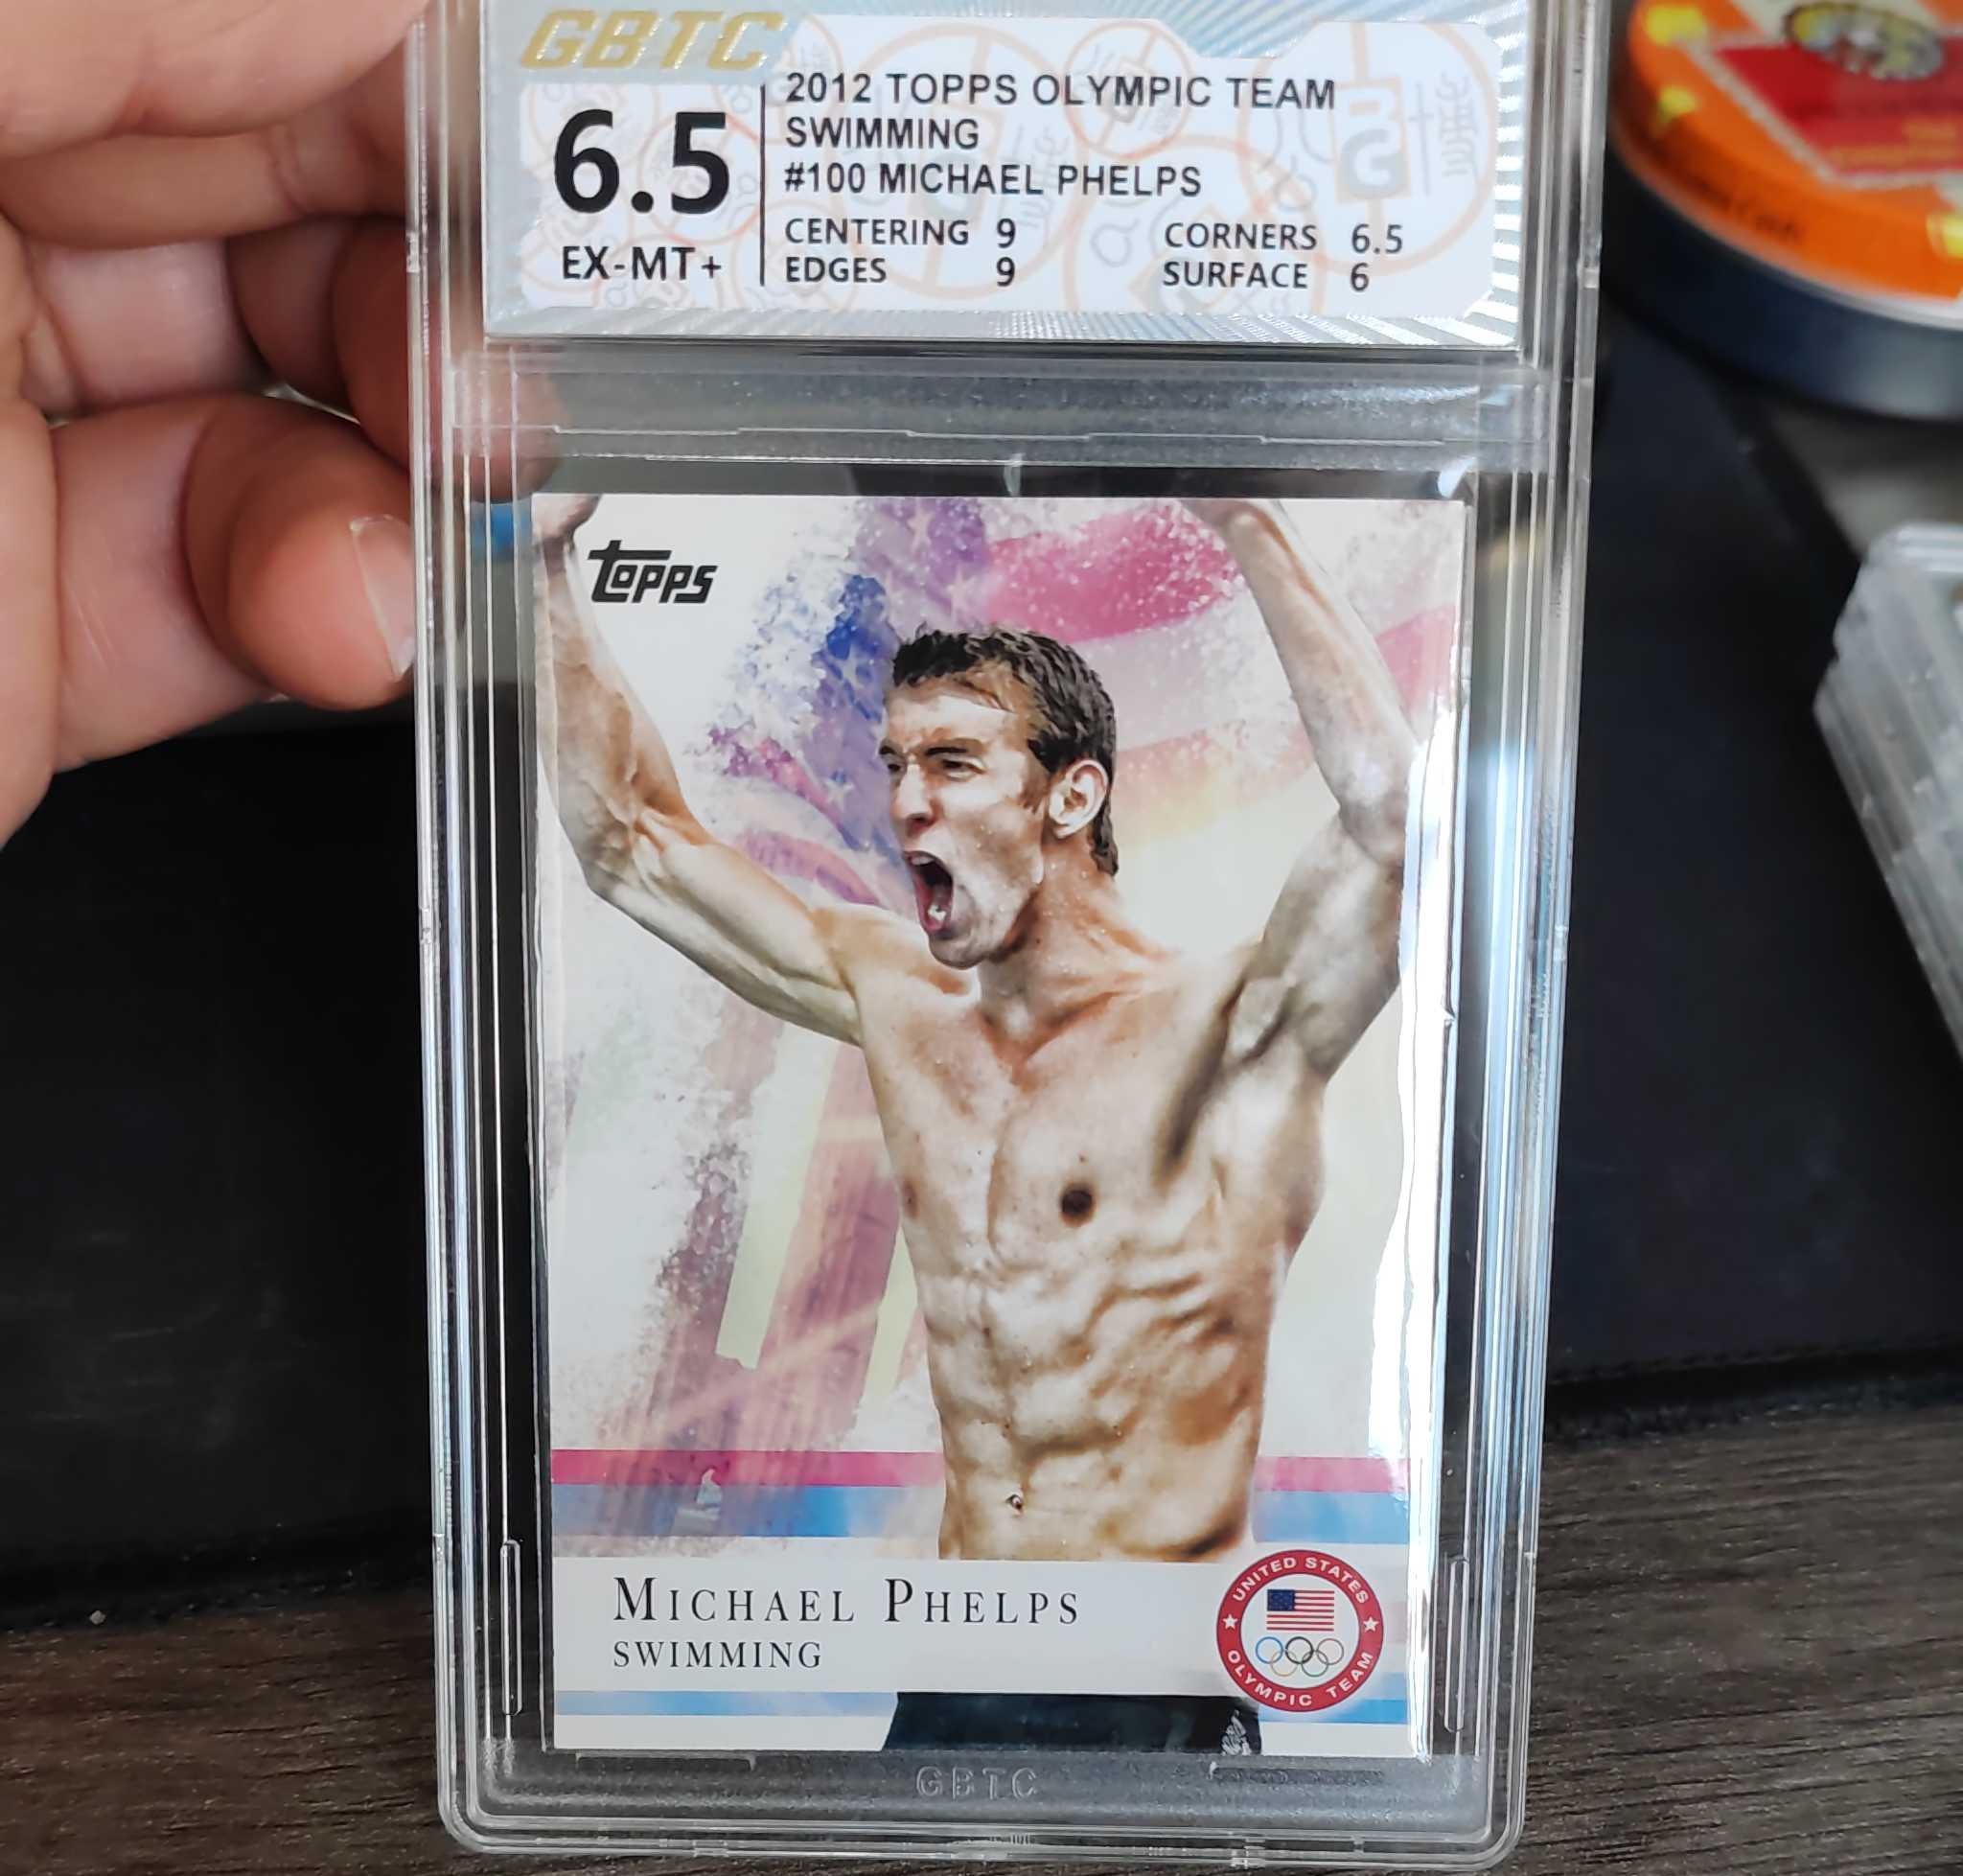 GBTC
6.5
EX-MT+
2012 TOPPS OLYMPIC TEAM
SWIMMING
#100 MICHAEL PHELPS
CENTERING 9 CORNERS 6.5
EDGES 9 SURFACE 6
TOPPS
MICHAEL PHELPS
SWIMMING
UNITED STATES
OLYMPIC TEAM
GBTC